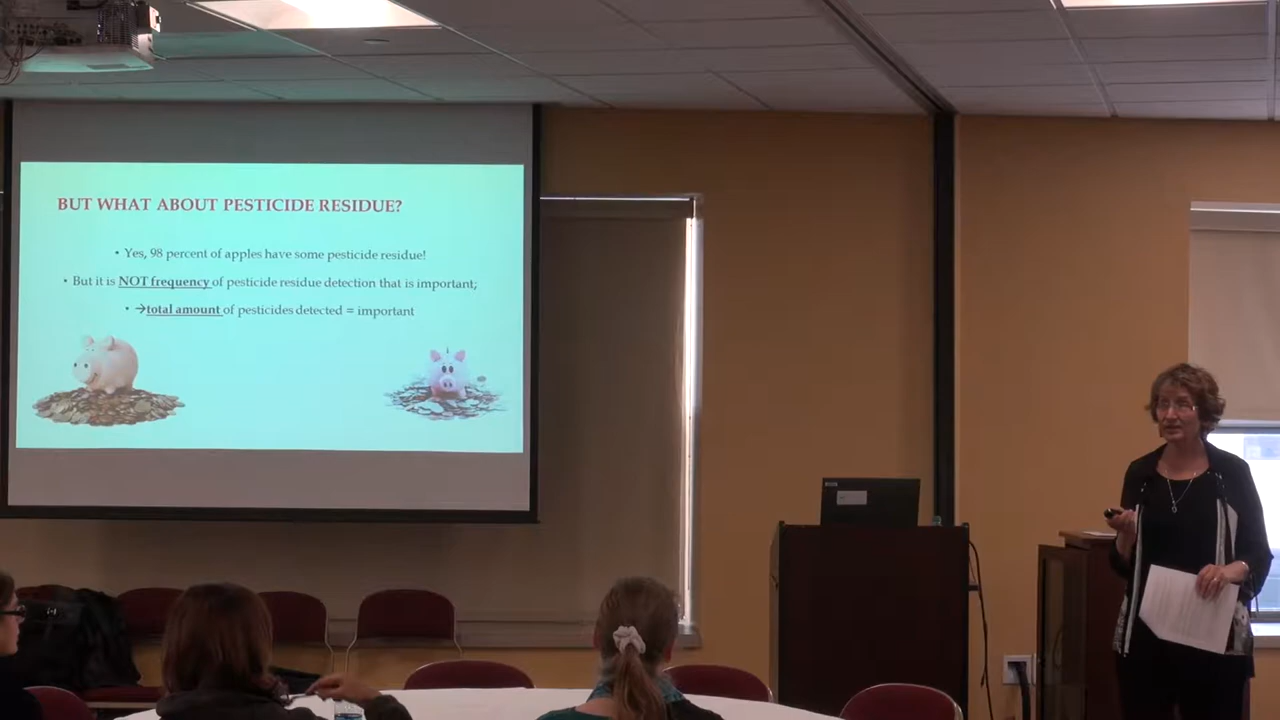 BUT WHAT ABOUT PESTICIDE RESIDUE?
• Yes, 98 percent of apples have some pesticide residue!
• But it is NOT frequency of pesticide residue detection that is important;
• →total amount of pesticides detected = important